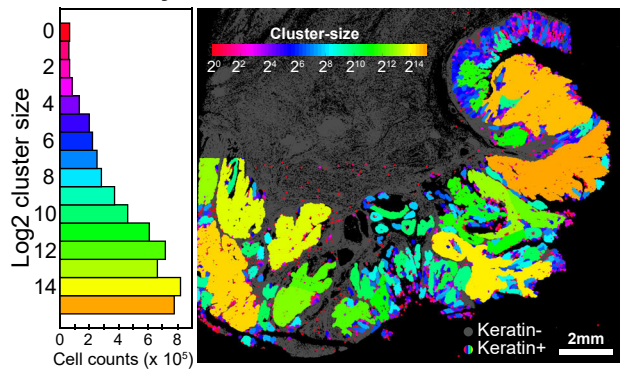 Log2 cluster size
0
2
4
6
8
10
12
14
0 2 4 6 8
Cell counts (x 10⁵)
Cluster-size
2⁰ 2² 2⁴ 2⁶ 2⁸ 2¹⁰ 2¹² 2¹⁴
Keratin-
Keratin+
2mm